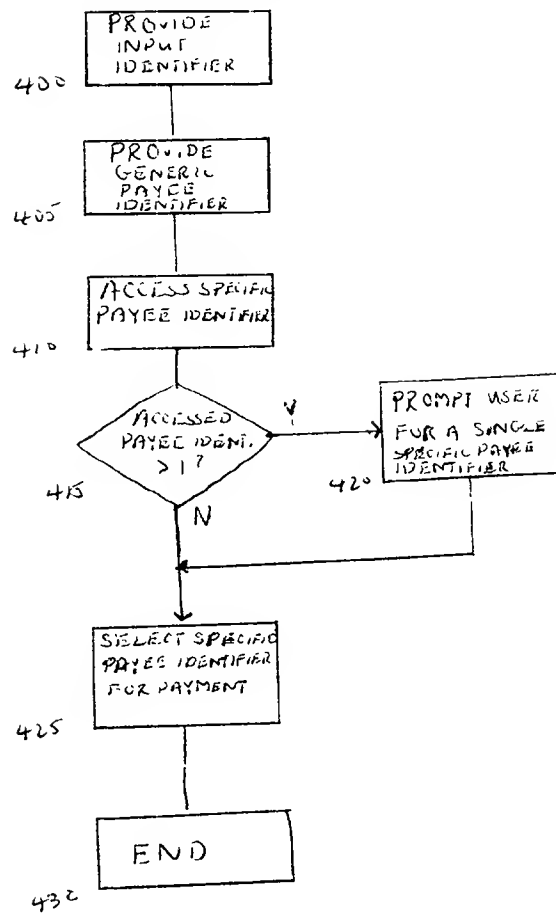 PROVIDE
INPUT
IDENTIFIER
400
PROVIDE
GENERIC
PAYEE
IDENTIFIER
405
ACCESS SPECIFIC
PAYEE IDENTIFIER
410
ACCESSED
PAYEE IDENT.
> 1?
415
Y
N
PROMPT USER
FOR A SINGLE
SPECIFIC PAYEE
IDENTIFIER
420
SELECT SPECIFIC
PAYEE IDENTIFIER
FOR PAYMENT
425
END